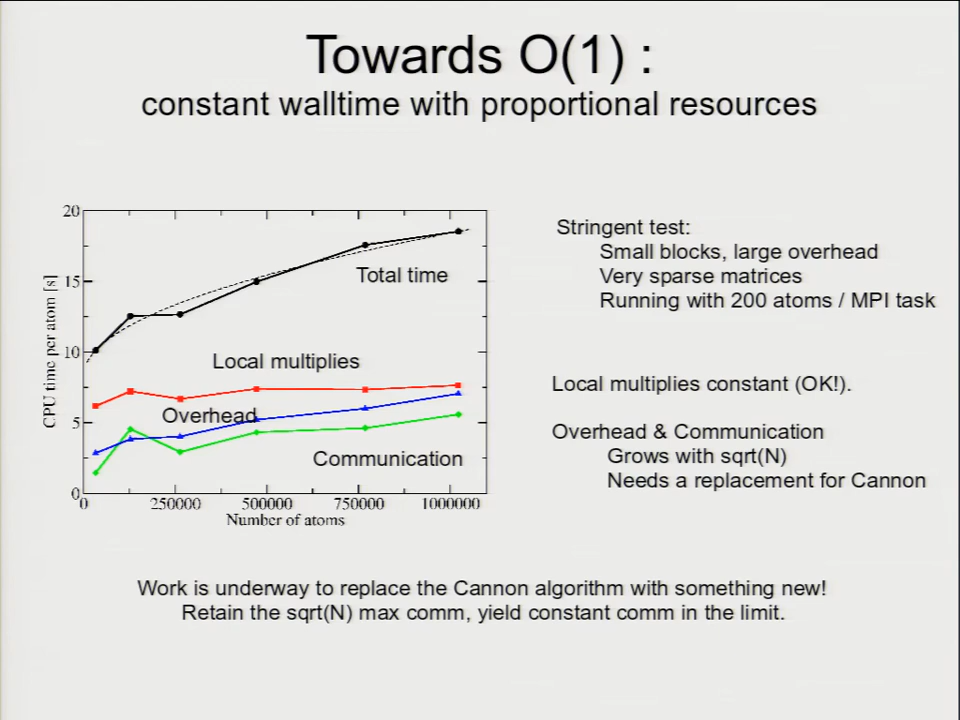 Towards O(1) :
constant walltime with proportional resources
20
15
10
5
0
CPU time per atom [s]
Total time
Local multiplies
Overhead
Communication
0 250000 500000 750000 1000000
Number of atoms
Stringent test:
Small blocks, large overhead
Very sparse matrices
Running with 200 atoms / MPI task
Local multiplies constant (OK!).
Overhead & Communication
Grows with sqrt(N)
Needs a replacement for Cannon
Work is underway to replace the Cannon algorithm with something new!
Retain the sqrt(N) max comm, yield constant comm in the limit.